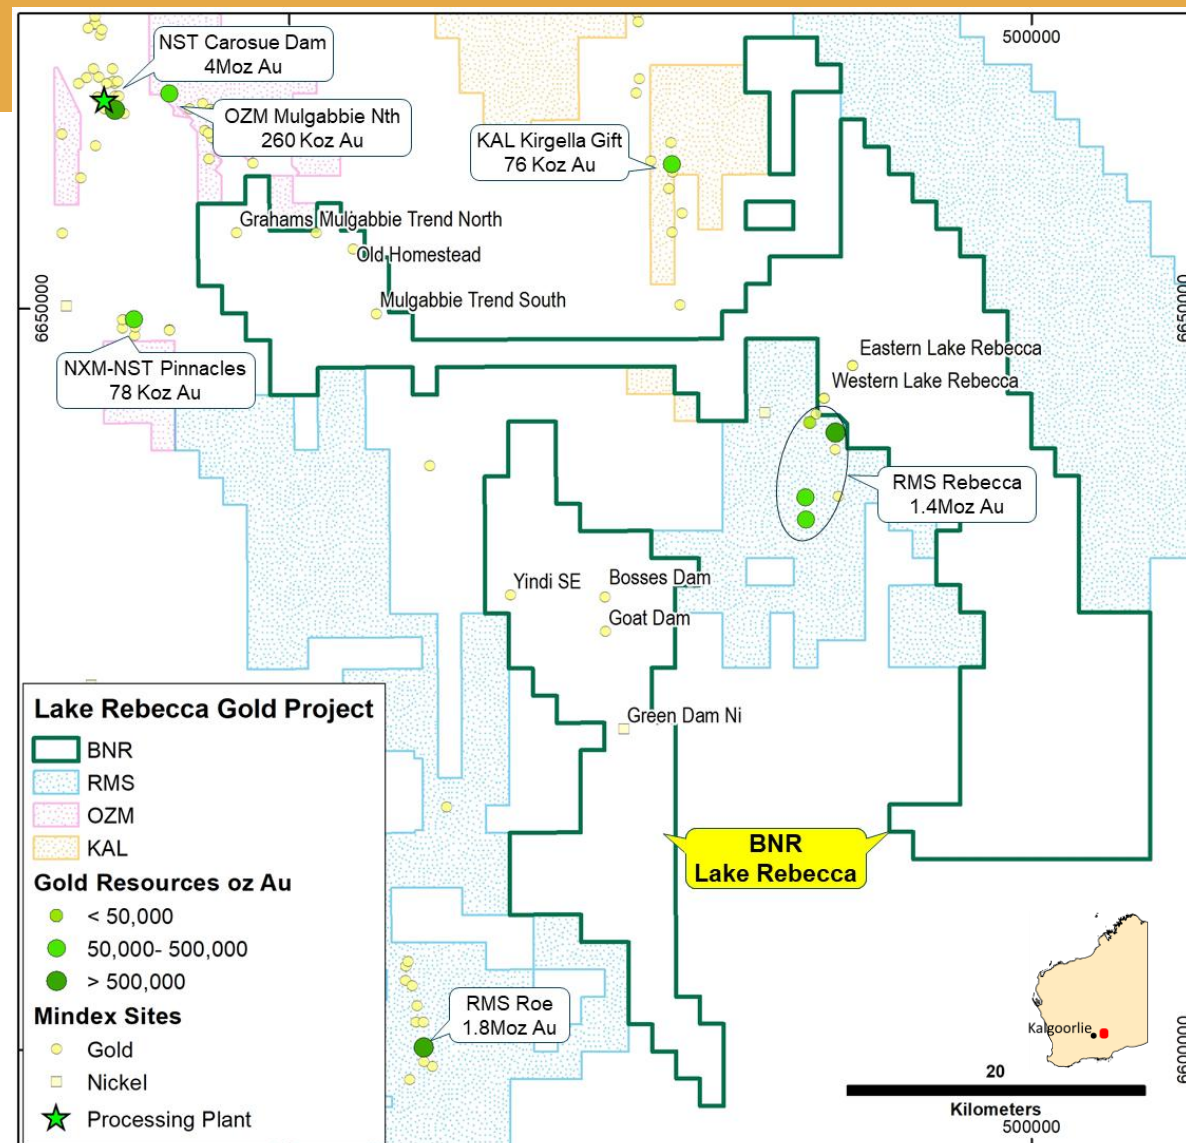 500000
NST Carosue Dam
4Moz Au
OZM Mulgabbie Nth
260 Koz Au
KAL Kirgella Gift
76 Koz Au
Grahams Mulgabbie Trend North
Old Homestead
Mulgabbie Trend South
6650000
6650000
NXM-NST Pinnacles
78 Koz Au
Eastern Lake Rebecca
Western Lake Rebecca
RMS Rebecca
1.4Moz Au
Yindi SE
Bosses Dam
Goat Dam
Green Dam Ni
BNR
Lake Rebecca
RMS Roe
1.8Moz Au
Lake Rebecca Gold Project
BNR
RMS
OZM
KAL
Gold Resources oz Au
< 50,000
50,000- 500,000
> 500,000
Mindex Sites
Gold
Nickel
Processing Plant
Kalgoorlie
20
Kilometers
6600000
500000